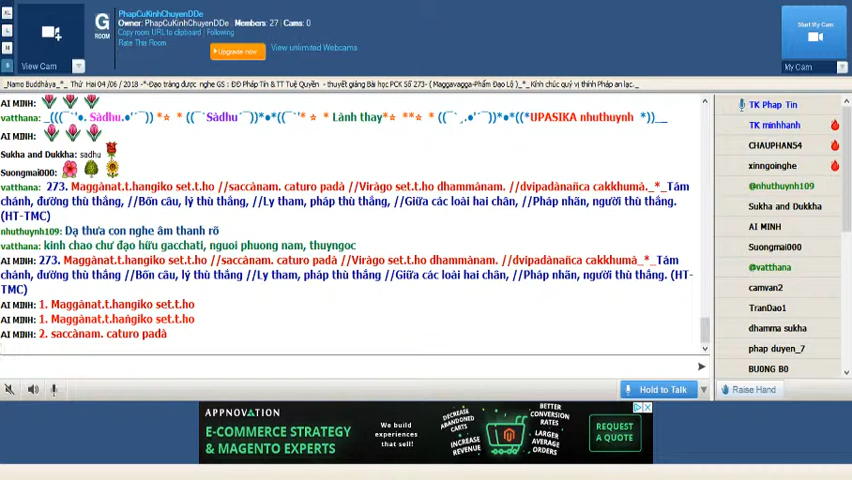 PhapCuKinhChuyenDDe
Owner: PhapCuKinhChuyenDDe Members: 27 | Cams: 0
Copy room URL to clipboard | Following
Rate This Room
G
ROOM
Upgrade now
View unlimited Webcams
View Cam
Start My Cam
My Cam
_Namo Buddhàya_*_ Thứ Hai 04 /06 / 2018 -*-Đạo tràng được nghe GS : ĐĐ Pháp Tín & TT Tuệ Quyền - thuyết giảng Bài học PCK Số 273- ( Maggavagga-Phẩm Đạo Lộ )_*_ Kính chúc quý vị thính Pháp an lạc._
AI MINH:
vatthana: _(((¯`'•. Sàdhu.•'´¯)) *☆ ((¯`Sàdhu´¯))*•*((¯`'* ☆ * Lành thay*☆ **☆ * ((¯`¸.•'´¯))*•*((*UPASIKA nhuthuynh *))__
AI MINH:
Sukha and Dukkha: sadhu
Suongmai000:
vatthana: 273. Maggànat.t.hangiko set.t.ho //saccànam. caturo padà //Viràgo set.t.ho dhammànam. //dvipadànañca cakkhumà._*_Tám
chánh, đường thù thắng, //Bốn câu, lý thù thắng, //Ly tham, pháp thù thắng, //Giữa các loài hai chân, //Pháp nhãn, người thù thắng.
(HT-TMC)
nhuthuynh109: Dạ thưa con nghe âm thanh rõ
vatthana: kinh chao chư đạo hữu gacchati, nguoi phuong nam, thuyngoc
AI MINH: 273. Maggànat.t.hangiko set.t.ho //saccànam. caturo padà //Viràgo set.t.ho dhammànam. //dvipadànañca cakkhumà_*_Tám
chánh, đường thù thắng //Bốn câu, lý thù thắng, //Ly tham, pháp thù thắng //Giữa các loài hai chân, //Pháp nhãn, người thù thắng. (HT-
TMC)
AI MINH: 1. Maggànat.t.hangiko set.t.ho
AI MINH: 1. Maggànat.t.hańgiko set.t.ho
AI MINH: 2. saccànam. caturo padà
TK Phap Tin
TK minhhanh
CHAUPHAN54
xinngoinghe
@nhuthuynh109
Sukha and Dukkha
AI MINH
Suongmai000
@vatthana
camvan2
TranDao1
dhamma sukha
phap duyen_7
BUONG B0
Hold to Talk
Raise Hand
APPNOVATION
E-COMMERCE STRATEGY
& MAGENTO EXPERTS
We build
experiences
that sell!
DECREASE
ABANDONED
CARTS
INCREASE
REVENUE
BETTER
CONVERSION
RATES
LARGER
AVERAGE
ORDERS
REQUEST
A QUOTE